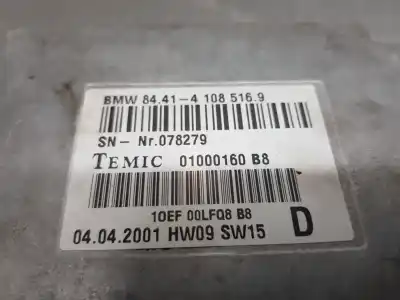 BMW 84.41-4 108 516.9
SN- Nr.078279
TEMIC 01000160 B8
10EF 00LFQ8 B8
04.04.2001 HW09 SW15 D